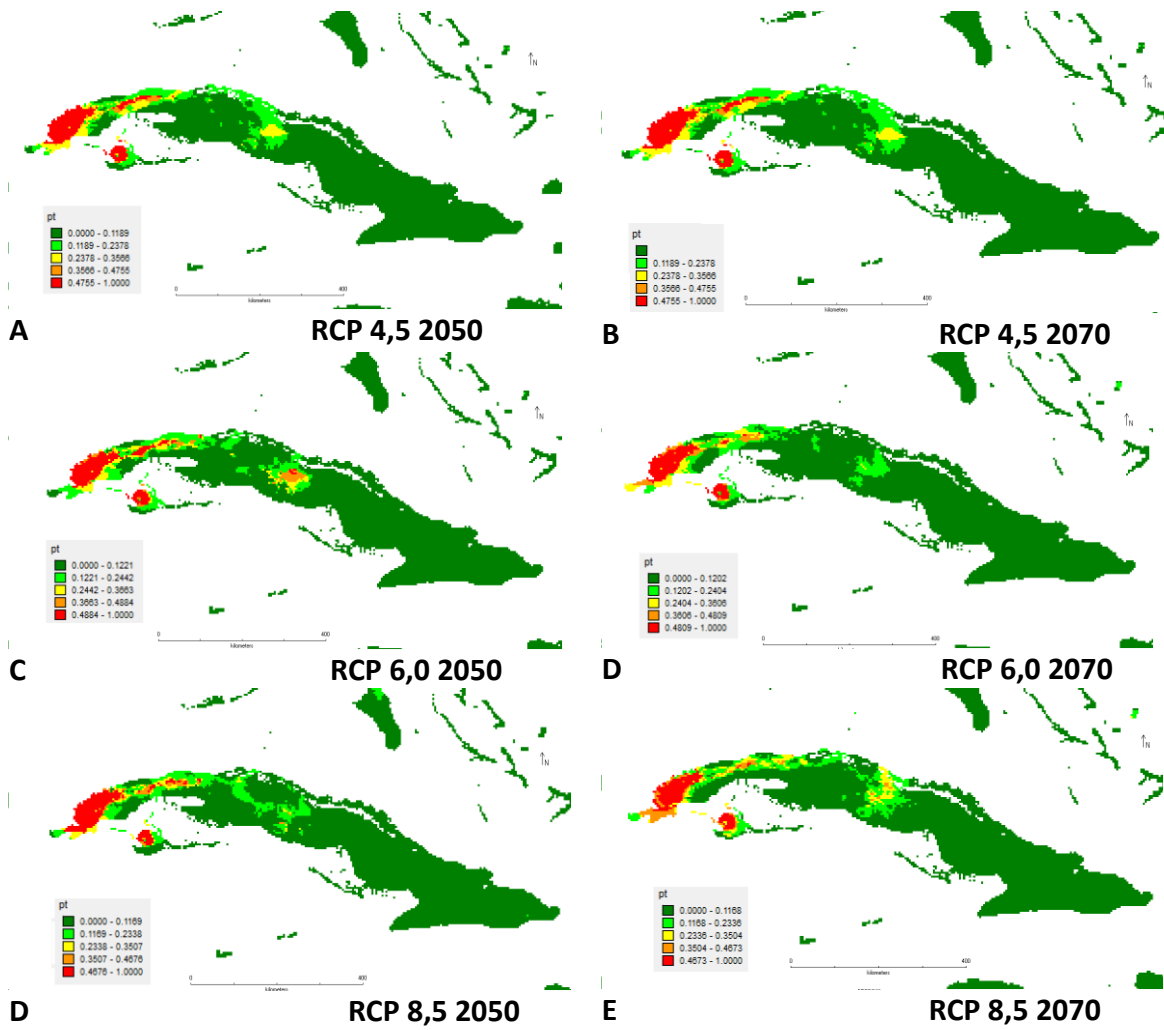 ↑N
pt
0.0000 - 0.1189
0.1189 - 0.2378
0.2378 - 0.3566
0.3566 - 0.4755
0.4755 - 1.0000
0 400
kilometers
A RCP 4,5 2050
↑N
pt
0.1189 - 0.2378
0.2378 - 0.3566
0.3566 - 0.4755
0.4755 - 1.0000
0 400
kilometers
B RCP 4,5 2070
↑N
pt
0.0000 - 0.1221
0.1221 - 0.2442
0.2442 - 0.3663
0.3663 - 0.4884
0.4884 - 1.0000
0 400
kilometers
C RCP 6,0 2050
↑N
pt
0.0000 - 0.1202
0.1202 - 0.2404
0.2404 - 0.3606
0.3606 - 0.4809
0.4809 - 1.0000
0 400
kilometers
D RCP 6,0 2070
↑N
pt
0.0000 - 0.1169
0.1169 - 0.2338
0.2338 - 0.3507
0.3507 - 0.4676
0.4676 - 1.0000
0 400
kilometers
D RCP 8,5 2050
↑N
pt
0.0000 - 0.1168
0.1168 - 0.2336
0.2336 - 0.3504
0.3504 - 0.4673
0.4673 - 1.0000
0 400
kilometers
E RCP 8,5 2070